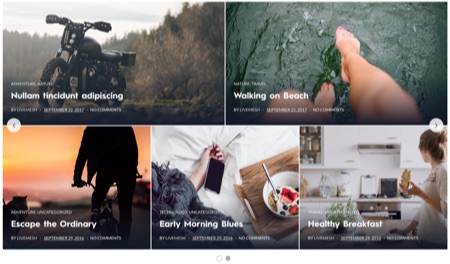 ADVENTURE, NATURE
Nullam tincidunt adipiscing
BY LIVEMESH · SEPTEMBER 22, 2017 · NO COMMENTS
NATURE, TRAVEL
Walking on Beach
BY LIVEMESH · SEPTEMBER 22, 2017 · NO COMMENTS
ADVENTURE, UNCATEGORIZED
Escape the Ordinary
BY LIVEMESH · SEPTEMBER 29, 2016 · NO COMMENTS
TECHNOLOGY, UNCATEGORIZED
Early Morning Blues
BY LIVEMESH · SEPTEMBER 29, 2016 · NO COMMENTS
Healthy Breakfast
BY LIVEMESH · SEPTEMBER 29, 2016 · NO COMMENTS